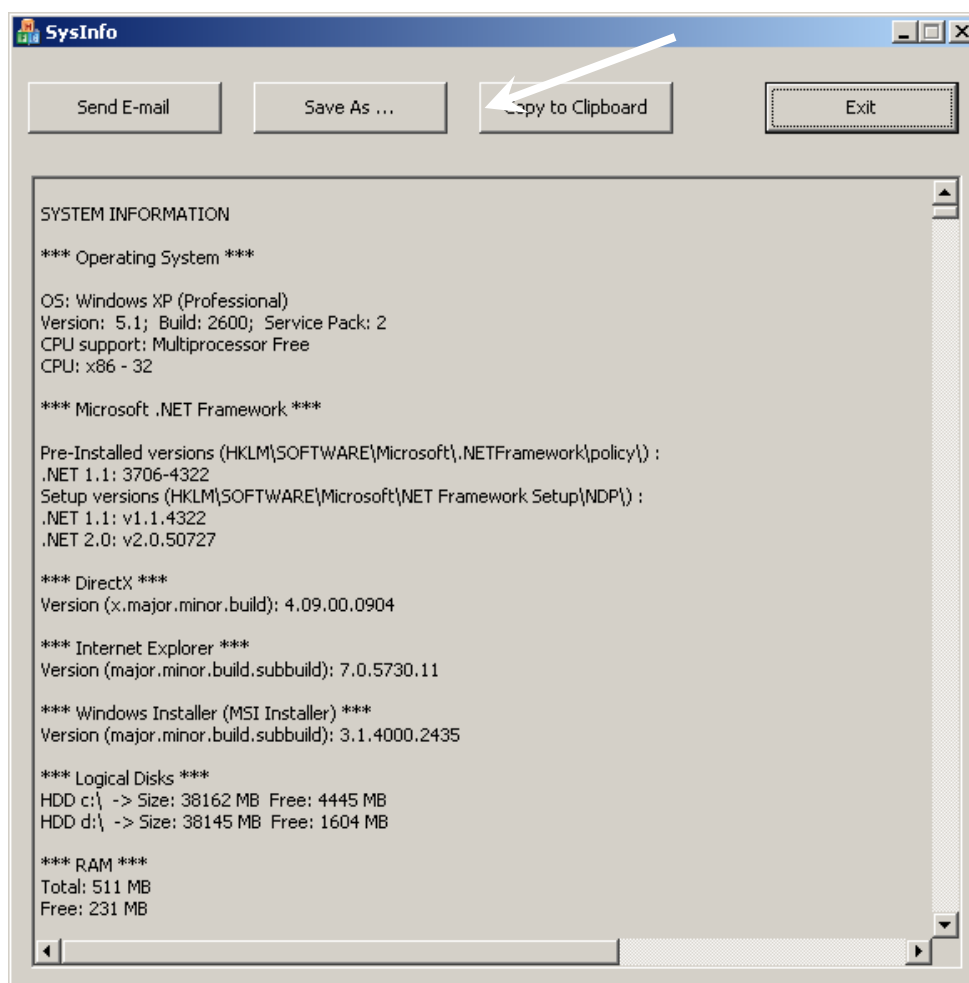 SysInfo
Send E-mail
Save As ...
Copy to Clipboard
Exit
SYSTEM INFORMATION
*** Operating System ***
OS: Windows XP (Professional)
Version:  5.1;  Build: 2600;  Service Pack: 2
CPU support: Multiprocessor Free
CPU: x86 - 32
*** Microsoft .NET Framework ***
Pre-Installed versions (HKLM\SOFTWARE\Microsoft\.NETFramework\policy\) :
.NET 1.1: 3706-4322
Setup versions (HKLM\SOFTWARE\Microsoft\NET Framework Setup\NDP\) :
.NET 1.1: v1.1.4322
.NET 2.0: v2.0.50727
*** DirectX ***
Version (x.major.minor.build): 4.09.00.0904
*** Internet Explorer ***
Version (major.minor.build.subbuild): 7.0.5730.11
*** Windows Installer (MSI Installer) ***
Version (major.minor.build.subbuild): 3.1.4000.2435
*** Logical Disks ***
HDD c:\  -> Size: 38162 MB  Free: 4445 MB
HDD d:\  -> Size: 38145 MB  Free: 1604 MB
*** RAM ***
Total: 511 MB
Free: 231 MB